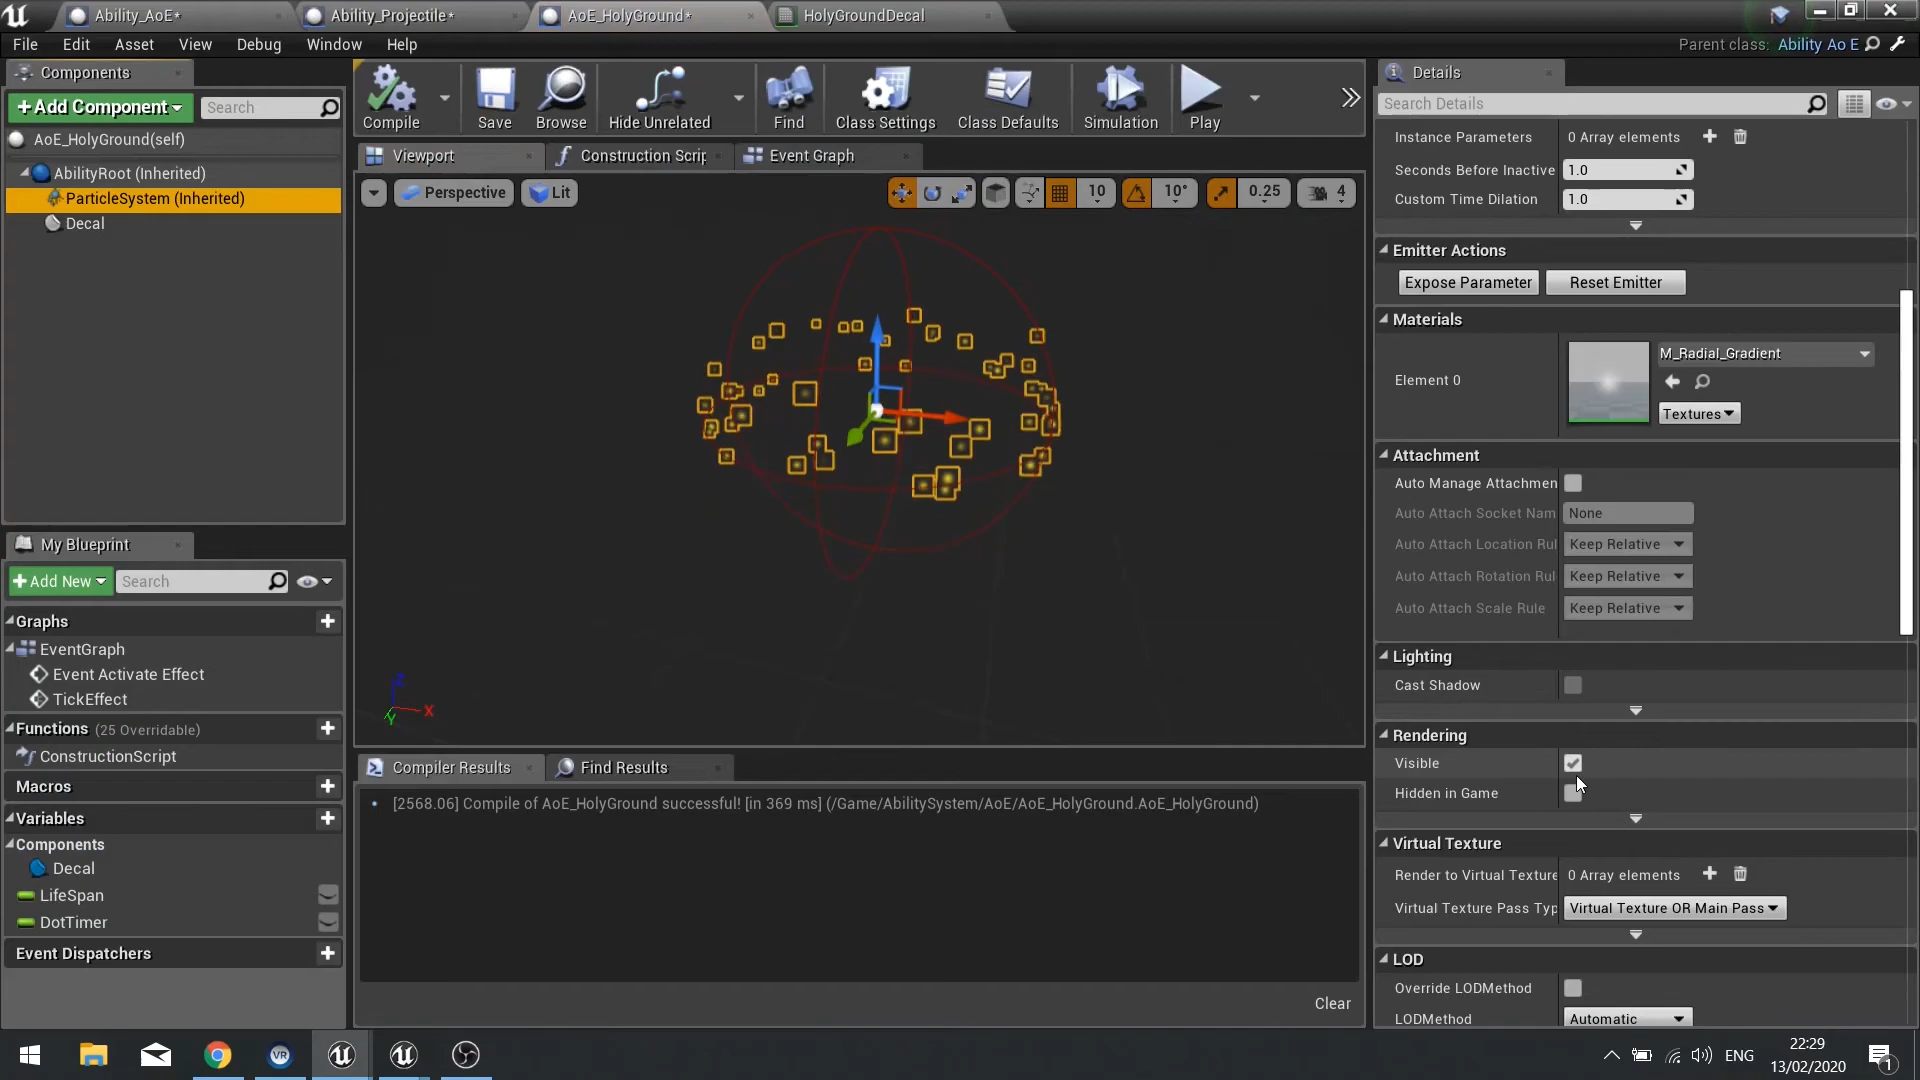 Ability_AoE*
Ability_Projectile*
AoE_HolyGround*
HolyGroundDecal
File Edit Asset View Debug Window Help
Parent class: Ability Ao E
Components
+Add Component
Search
AoE_HolyGround(self)
AbilityRoot (Inherited)
ParticleSystem (Inherited)
Decal
Compile
Save
Browse
Hide Unrelated
Find
Class Settings
Class Defaults
Simulation
Play
Viewport
Construction Scrip
Event Graph
Perspective
Lit
10
10°
0.25
4
Z
X
Y
My Blueprint
+Add New
Search
Graphs
EventGraph
Event Activate Effect
TickEffect
Functions (25 Overridable)
ConstructionScript
Macros
Variables
Components
Decal
LifeSpan
DotTimer
Event Dispatchers
Compiler Results
Find Results
[2568.06] Compile of AoE_HolyGround successful! [in 369 ms] (/Game/AbilitySystem/AoE/AoE_HolyGround.AoE_HolyGround)
Clear
Details
Search Details
Instance Parameters 0 Array elements
Seconds Before Inactive 1.0
Custom Time Dilation 1.0
Emitter Actions
Expose Parameter
Reset Emitter
Materials
Element 0
M_Radial_Gradient
Textures
Attachment
Auto Manage Attachmen
Auto Attach Socket Nam None
Auto Attach Location Rul Keep Relative
Auto Attach Rotation Rul Keep Relative
Auto Attach Scale Rule Keep Relative
Lighting
Cast Shadow
Rendering
Visible
Hidden in Game
Virtual Texture
Render to Virtual Texture 0 Array elements
Virtual Texture Pass Typ Virtual Texture OR Main Pass
LOD
Override LODMethod
LODMethod Automatic
VR
ENG
22:29
13/02/2020
1